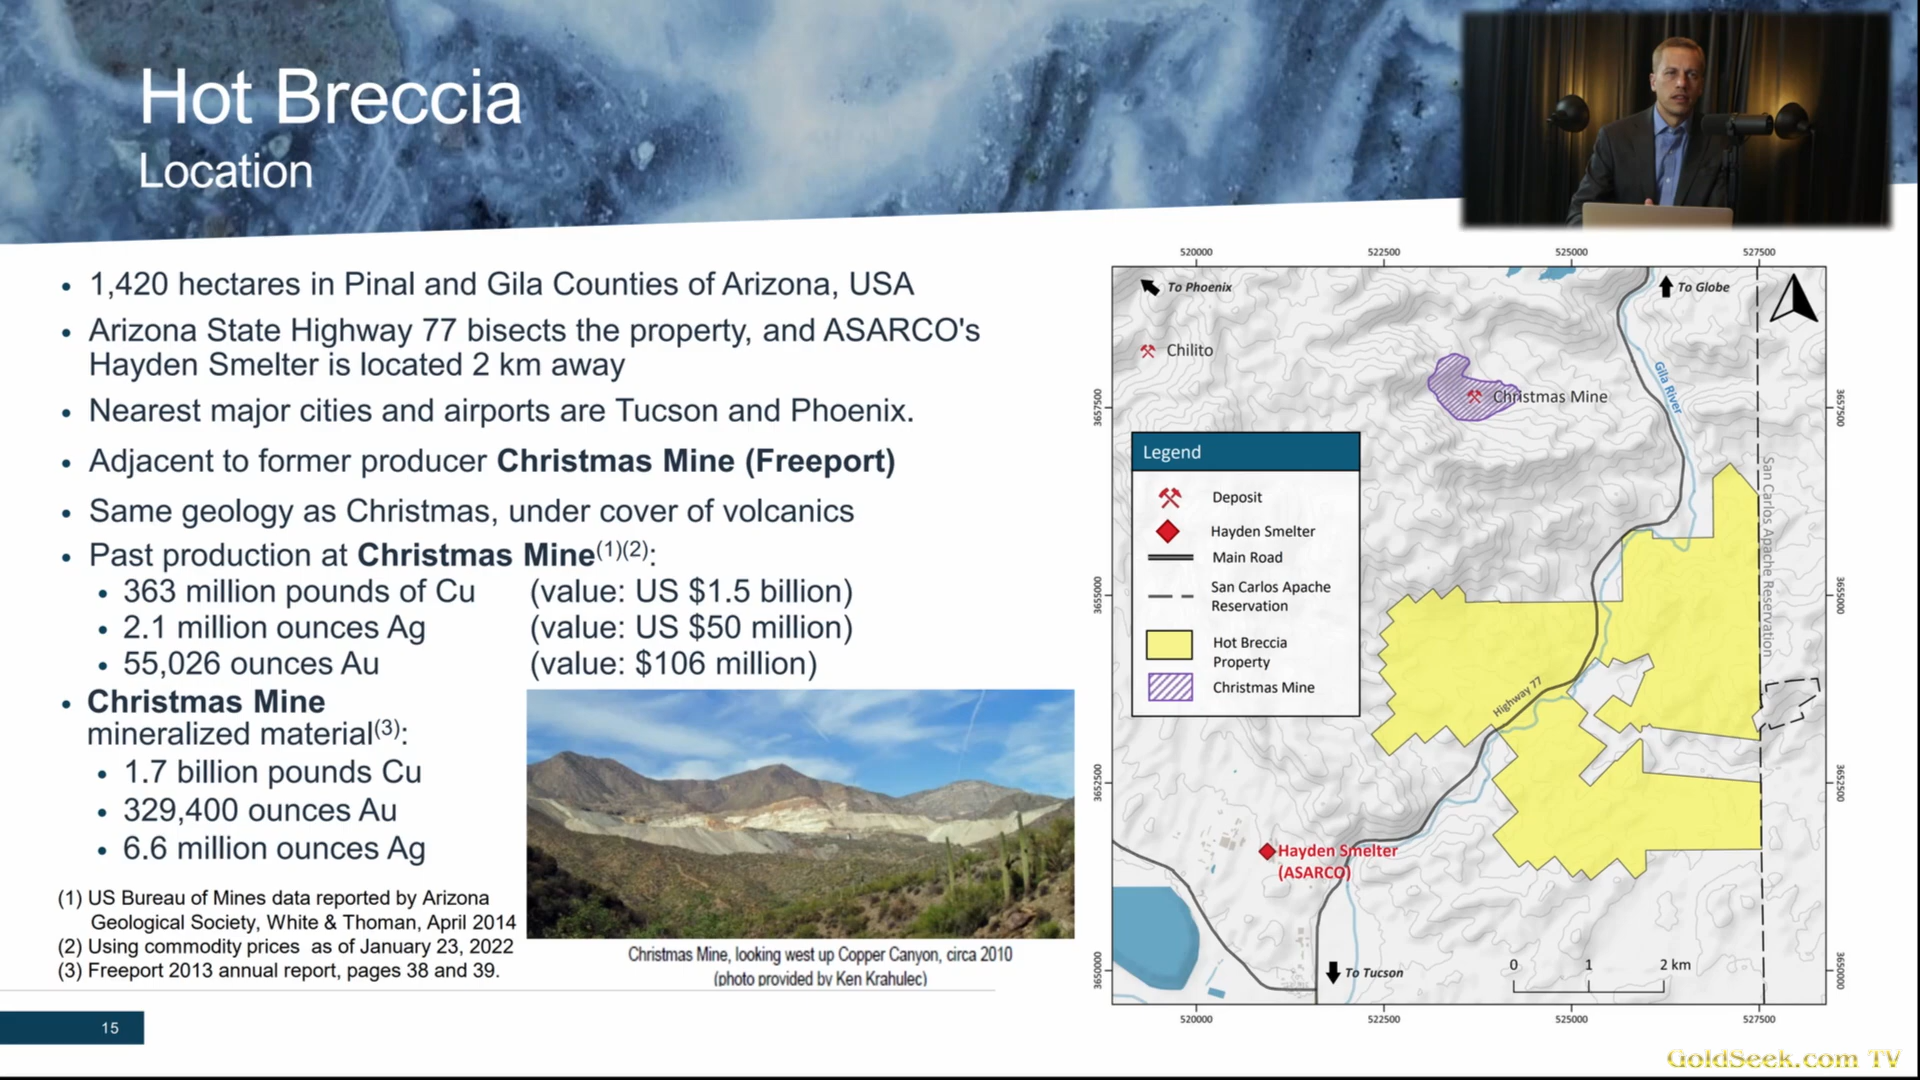 Hot Breccia
Location
• 1,420 hectares in Pinal and Gila Counties of Arizona, USA
• Arizona State Highway 77 bisects the property, and ASARCO's
Hayden Smelter is located 2 km away
• Nearest major cities and airports are Tucson and Phoenix.
• Adjacent to former producer Christmas Mine (Freeport)
• Same geology as Christmas, under cover of volcanics
• Past production at Christmas Mine(1)(2):
• 363 million pounds of Cu (value: US $1.5 billion)
• 2.1 million ounces Ag (value: US $50 million)
• 55,026 ounces Au (value: $106 million)
• Christmas Mine
mineralized material(3):
• 1.7 billion pounds Cu
• 329,400 ounces Au
• 6.6 million ounces Ag
(1) US Bureau of Mines data reported by Arizona
Geological Society, White & Thoman, April 2014
(2) Using commodity prices as of January 23, 2022
(3) Freeport 2013 annual report, pages 38 and 39.
Christmas Mine, looking west up Copper Canyon, circa 2010
(photo provided by Ken Krahulec)
15
520000 522500 525000 527500
To Phoenix
To Globe
Chilito
Christmas Mine
Gila River
3657500
3657500
Legend
Deposit
Hayden Smelter
Main Road
San Carlos Apache
Reservation
Hot Breccia
Property
Christmas Mine
San Carlos Apache Reservation
3655000
3655000
Highway 77
3652500
3652500
Hayden Smelter
(ASARCO)
To Tucson
0 1 2 km
3650000
3650000
520000 522500 525000 527500
GoldSeek.com TV